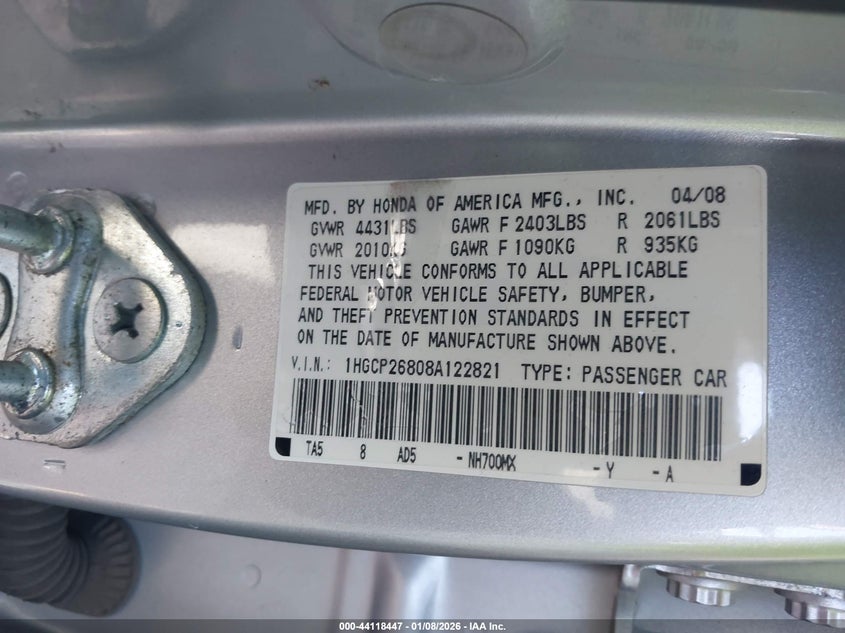 MFD. BY HONDA OF AMERICA MFG., INC. 04/08
GVWR 4431LBS GAWR F 2403LBS R 2061LBS
GVWR 2010KG GAWR F 1090KG R 935KG
THIS VEHICLE CONFORMS TO ALL APPLICABLE
FEDERAL MOTOR VEHICLE SAFETY, BUMPER,
AND THEFT PREVENTION STANDARDS IN EFFECT
ON THE DATE OF MANUFACTURE SHOWN ABOVE.
V.I.N.: 1HGCP26808A122821 TYPE: PASSENGER CAR
TA5 8 AD5 - NH700MX - Y - A
000-44118447 - 01/08/2026 - IAA Inc.